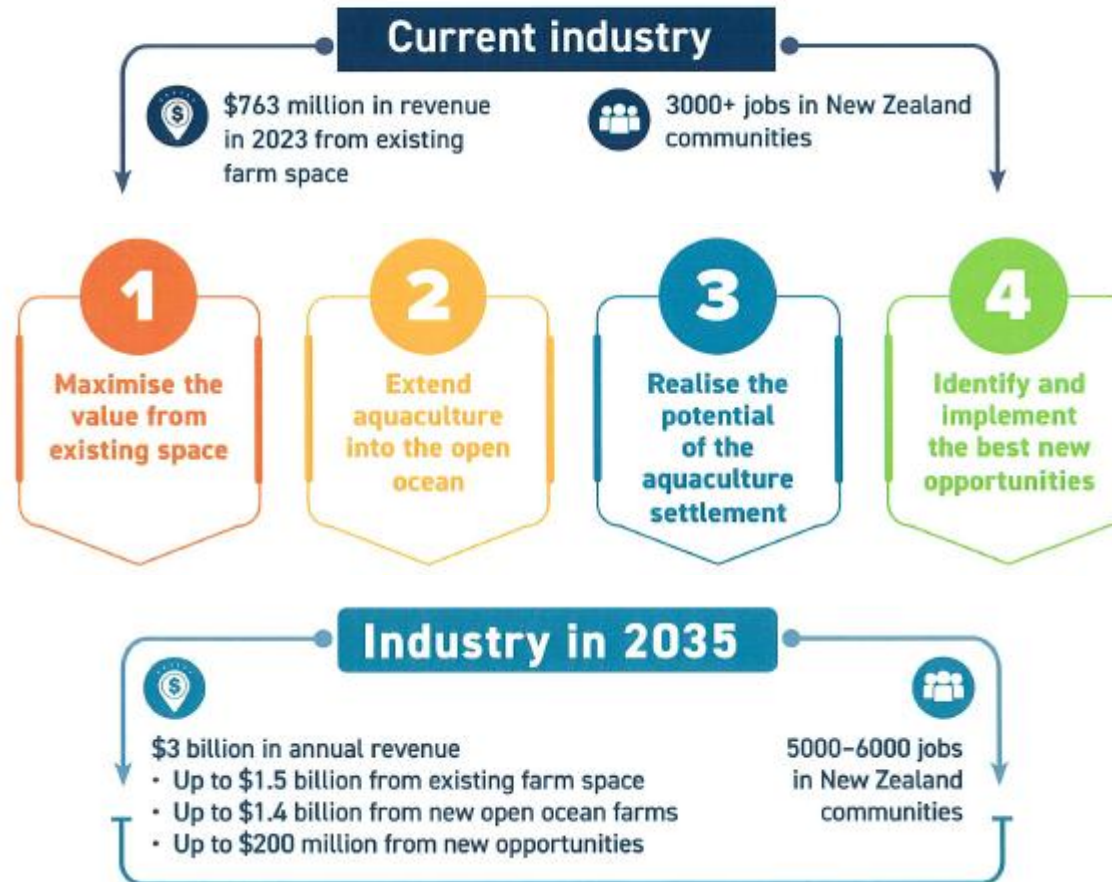 Current industry
$763 million in revenue
in 2023 from existing
farm space
3000+ jobs in New Zealand
communities
1
Maximise the
value from
existing space
2
Extend
aquaculture
into the open
ocean
3
Realise the
potential
of the
aquaculture
settlement
4
Identify and
implement
the best new
opportunities
Industry in 2035
$3 billion in annual revenue
• Up to $1.5 billion from existing farm space
• Up to $1.4 billion from new open ocean farms
• Up to $200 million from new opportunities
5000–6000 jobs
in New Zealand
communities